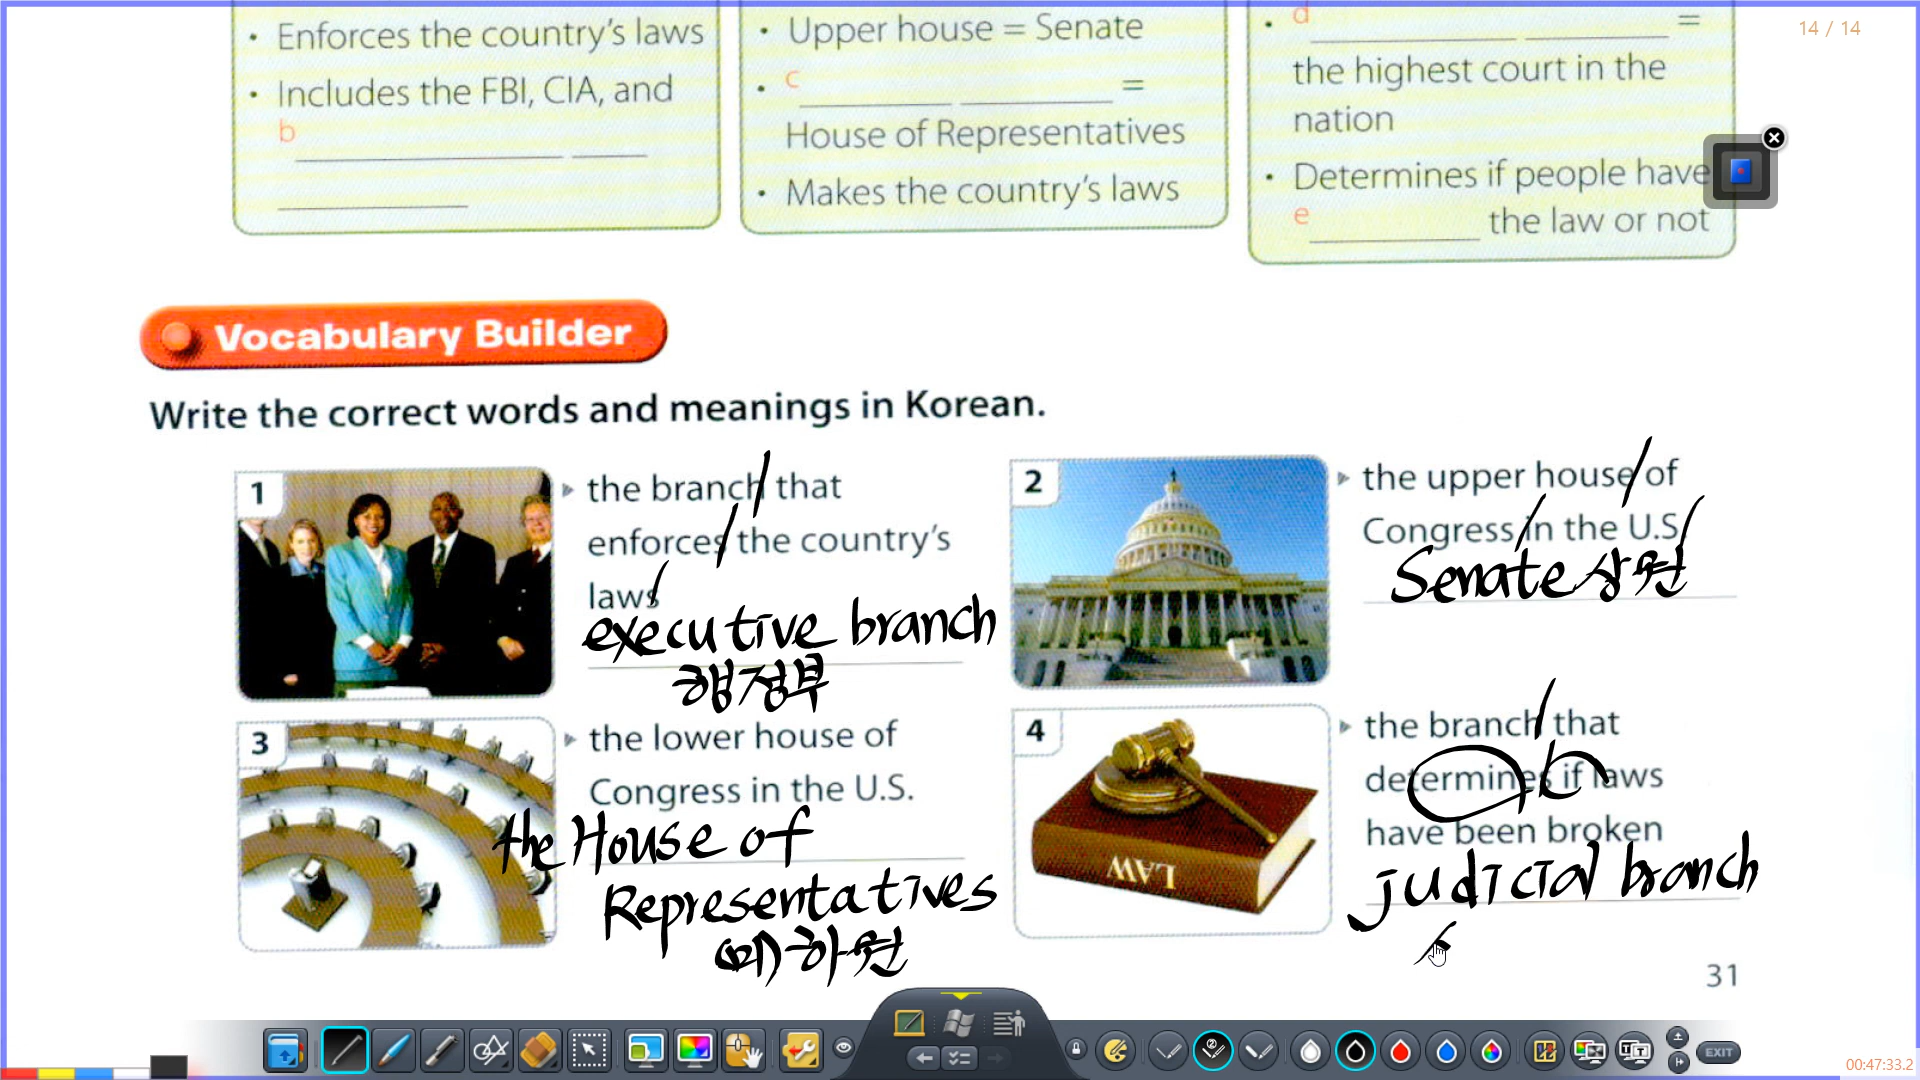 14 / 14
• Enforces the country's laws
• Includes the FBI, CIA, and
b
• Upper house = Senate
• c =
House of Representatives
• Makes the country's laws
• d =
the highest court in the
nation
• Determines if people have
e the law or not
Vocabulary Builder
Write the correct words and meanings in Korean.
1
the branch that
enforces the country's
laws
executive branch
행정부
2
the upper house of
Congress in the U.S.
Senate 상원
3
the lower house of
Congress in the U.S.
the House of
Representatives
(미)하원
4
LAW
the branch that
determines if laws
have been broken
judicial branch
31
EXIT
00:47:33.2